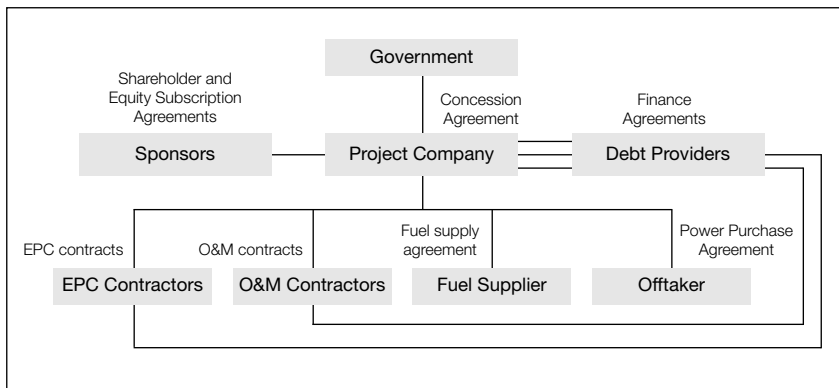 Government
Shareholder and
Equity Subscription
Agreements
Concession
Agreement
Finance
Agreements
Sponsors
Project Company
Debt Providers
EPC contracts
O&M contracts
Fuel supply
agreement
Power Purchase
Agreement
EPC Contractors
O&M Contractors
Fuel Supplier
Offtaker